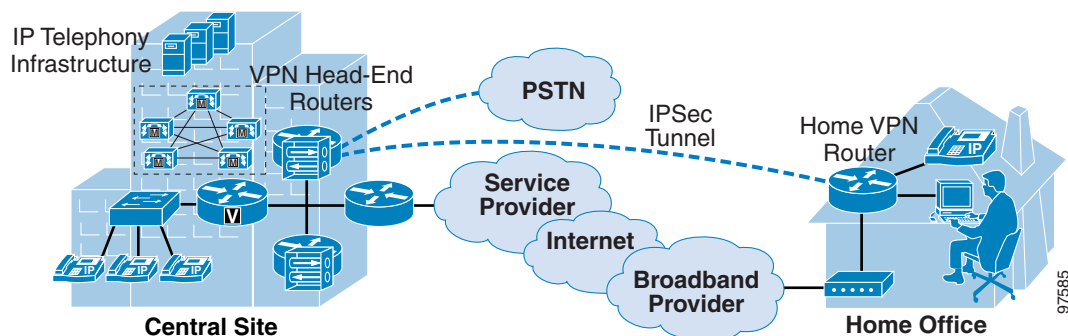 IP Telephony
Infrastructure
VPN Head-End
Routers
PSTN
IPSec
Tunnel
Home VPN
Router
IP
M
M
M
M
M
Service
Provider
V
Internet
IP
IP
IP
Broadband
Provider
Central Site
Home Office
97585